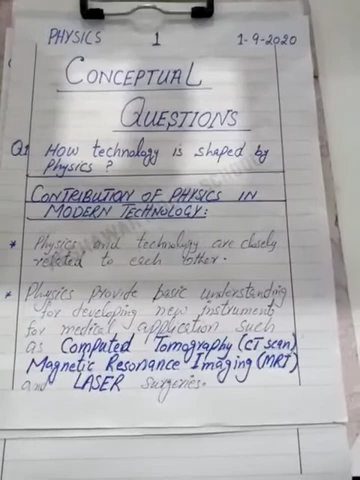 PHYSICS 1 1-9-2020
CONCEPTUAL
QUESTIONS
Q1 How technology is shaped by
Physics ?
CONTRIBUTION OF PHYSICS IN
MODERN TECHNOLOGY:
* Physics and technology are closely
related to each other.
* Physics provide basic understanding
for developing new instruments
for medical application such
as Computed Tomography (CT scan)
Magnetic Resonance Imaging (MRI)
and LASER surgeries.